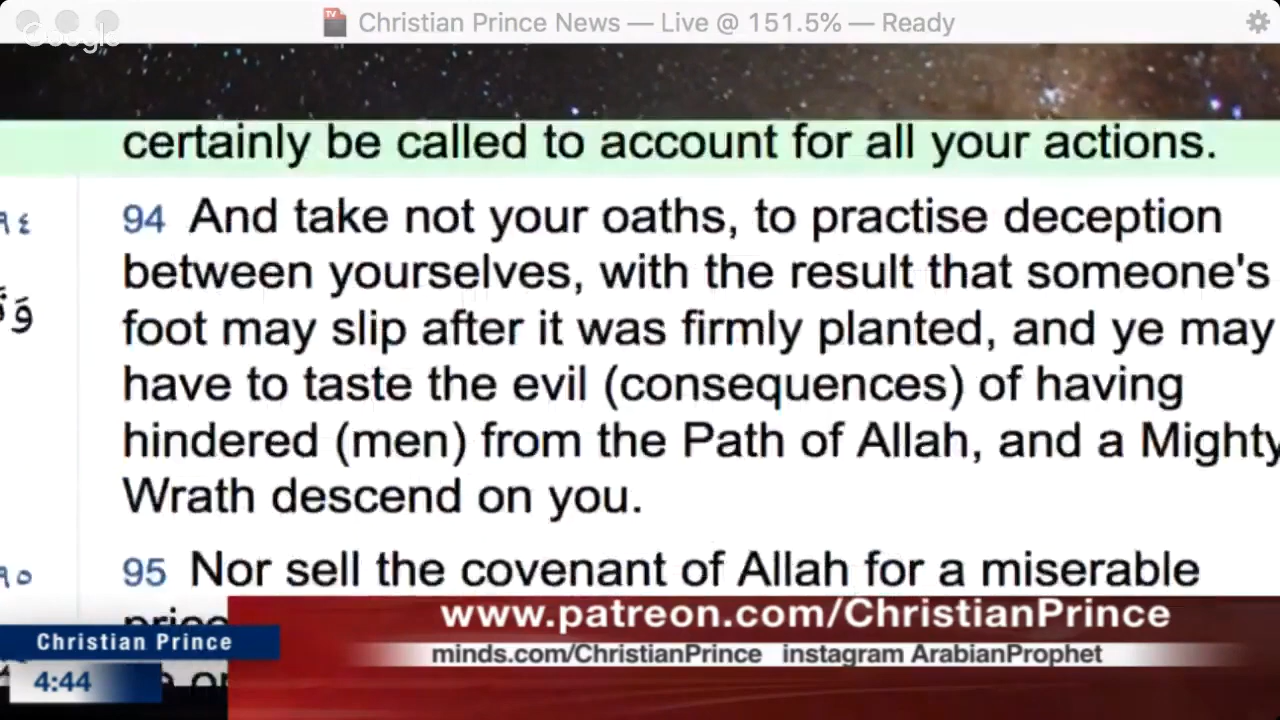 Christian Prince News — Live @ 151.5% — Ready
Google
certainly be called to account for all your actions.
٩٤ 94 And take not your oaths, to practise deception
between yourselves, with the result that someone's
foot may slip after it was firmly planted, and ye may
have to taste the evil (consequences) of having
hindered (men) from the Path of Allah, and a Mighty
Wrath descend on you.
٩٥ 95 Nor sell the covenant of Allah for a miserable
www.patreon.com/ChristianPrince
Christian Prince
minds.com/ChristianPrince instagram ArabianProphet
4:44